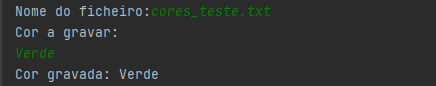 Nome do ficheiro:cores_teste.txt
Cor a gravar:
Verde
Cor gravada: Verde